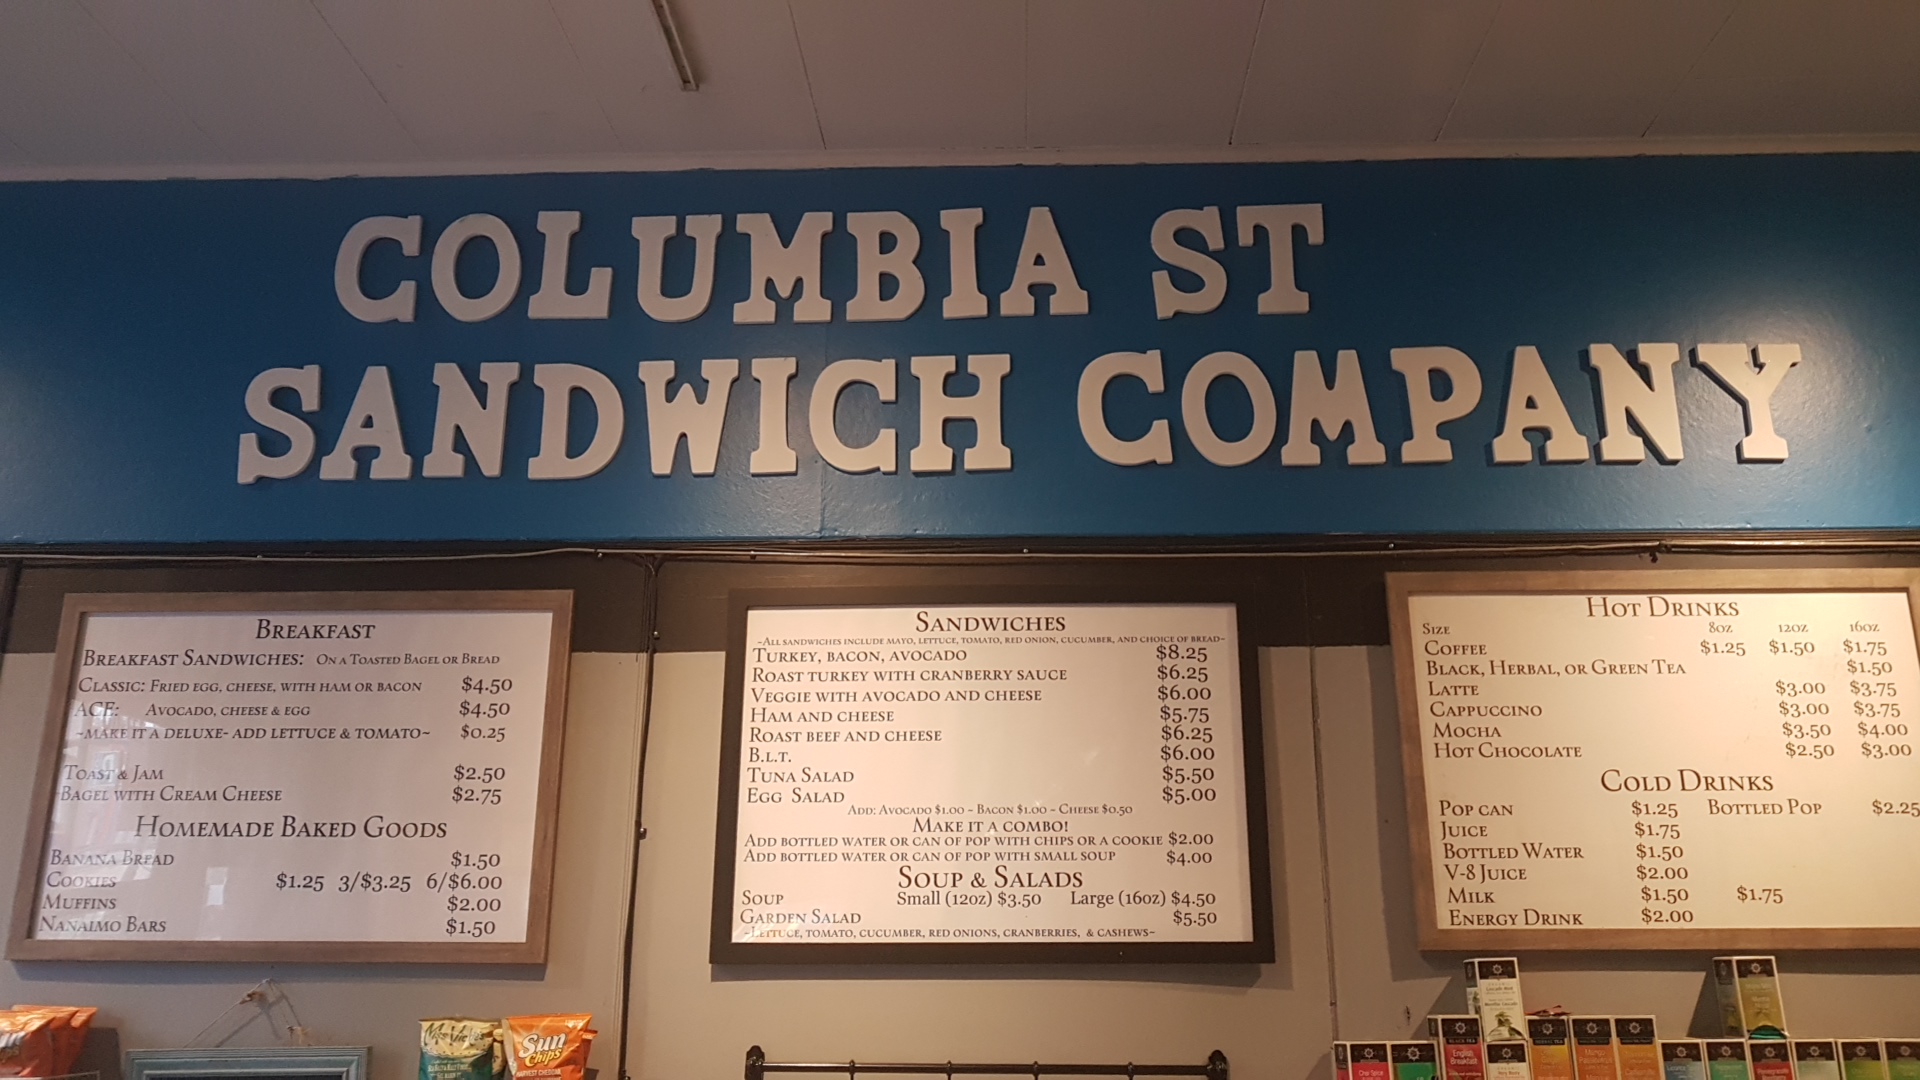 COLUMBIA ST
SANDWICH COMPANY
BREAKFAST
BREAKFAST SANDWICHES: ON A TOASTED BAGEL OR BREAD
CLASSIC: FRIED EGG, CHEESE, WITH HAM OR BACON $4.50
ACE: AVOCADO, CHEESE & EGG $4.50
~MAKE IT A DELUXE- ADD LETTUCE & TOMATO~ $0.25
TOAST & JAM $2.50
BAGEL WITH CREAM CHEESE $2.75
HOMEMADE BAKED GOODS
BANANA BREAD $1.50
COOKIES $1.25 3/$3.25 6/$6.00
MUFFINS $2.00
NANAIMO BARS $1.50
SANDWICHES
~ALL SANDWICHES INCLUDE MAYO, LETTUCE, TOMATO, RED ONION, CUCUMBER, AND CHOICE OF BREAD~
TURKEY, BACON, AVOCADO $8.25
ROAST TURKEY WITH CRANBERRY SAUCE $6.25
VEGGIE WITH AVOCADO AND CHEESE $6.00
HAM AND CHEESE $5.75
ROAST BEEF AND CHEESE $6.25
B.L.T. $6.00
TUNA SALAD $5.50
EGG SALAD $5.00
ADD: AVOCADO $1.00 - BACON $1.00 - CHEESE $0.50
MAKE IT A COMBO!
ADD BOTTLED WATER OR CAN OF POP WITH CHIPS OR A COOKIE $2.00
ADD BOTTLED WATER OR CAN OF POP WITH SMALL SOUP $4.00
SOUP & SALADS
SOUP Small (12oz) $3.50 Large (16oz) $4.50
GARDEN SALAD $5.50
~LETTUCE, TOMATO, CUCUMBER, RED ONIONS, CRANBERRIES, & CASHEWS~
HOT DRINKS
SIZE 8OZ 12OZ 16OZ
COFFEE $1.25 $1.50 $1.75
BLACK, HERBAL, OR GREEN TEA $1.50
LATTE $3.00 $3.75
CAPPUCCINO $3.00 $3.75
MOCHA $3.50 $4.00
HOT CHOCOLATE $2.50 $3.00
COLD DRINKS
POP CAN $1.25 BOTTLED POP $2.25
JUICE $1.75
BOTTLED WATER $1.50
V-8 JUICE $2.00
MILK $1.50 $1.75
ENERGY DRINK $2.00
Miss Vickie's
Sun
Chips
HARVEST CHEDDAR
English
Breakfast